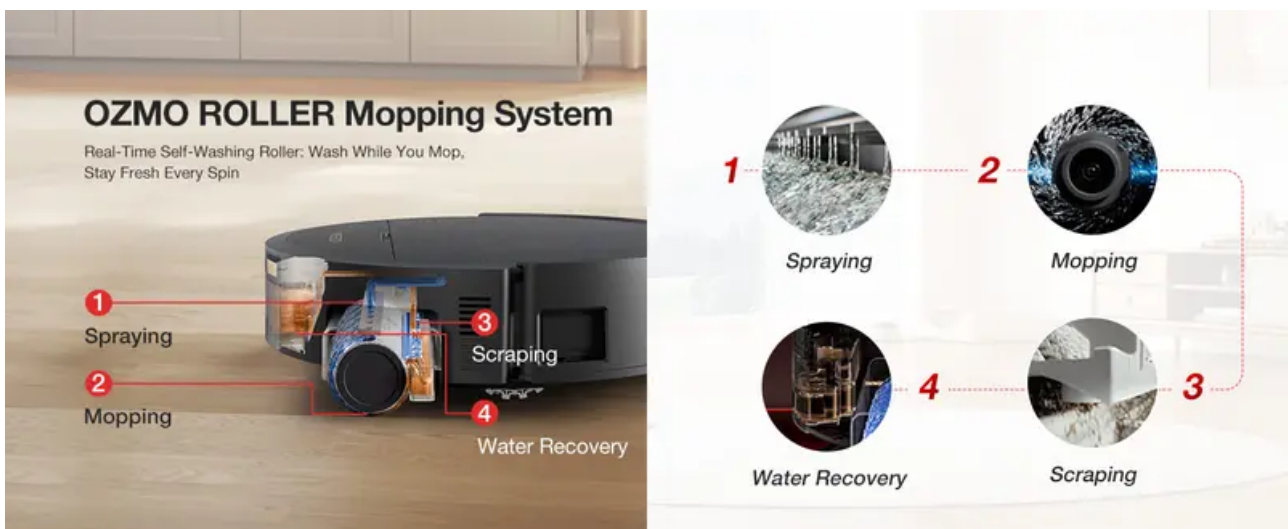 OZMO ROLLER Mopping System
Real-Time Self-Washing Roller: Wash While You Mop,
Stay Fresh Every Spin
1
Spraying
2
Mopping
3
Scraping
4
Water Recovery
1
Spraying
2
Mopping
3
Scraping
4
Water Recovery